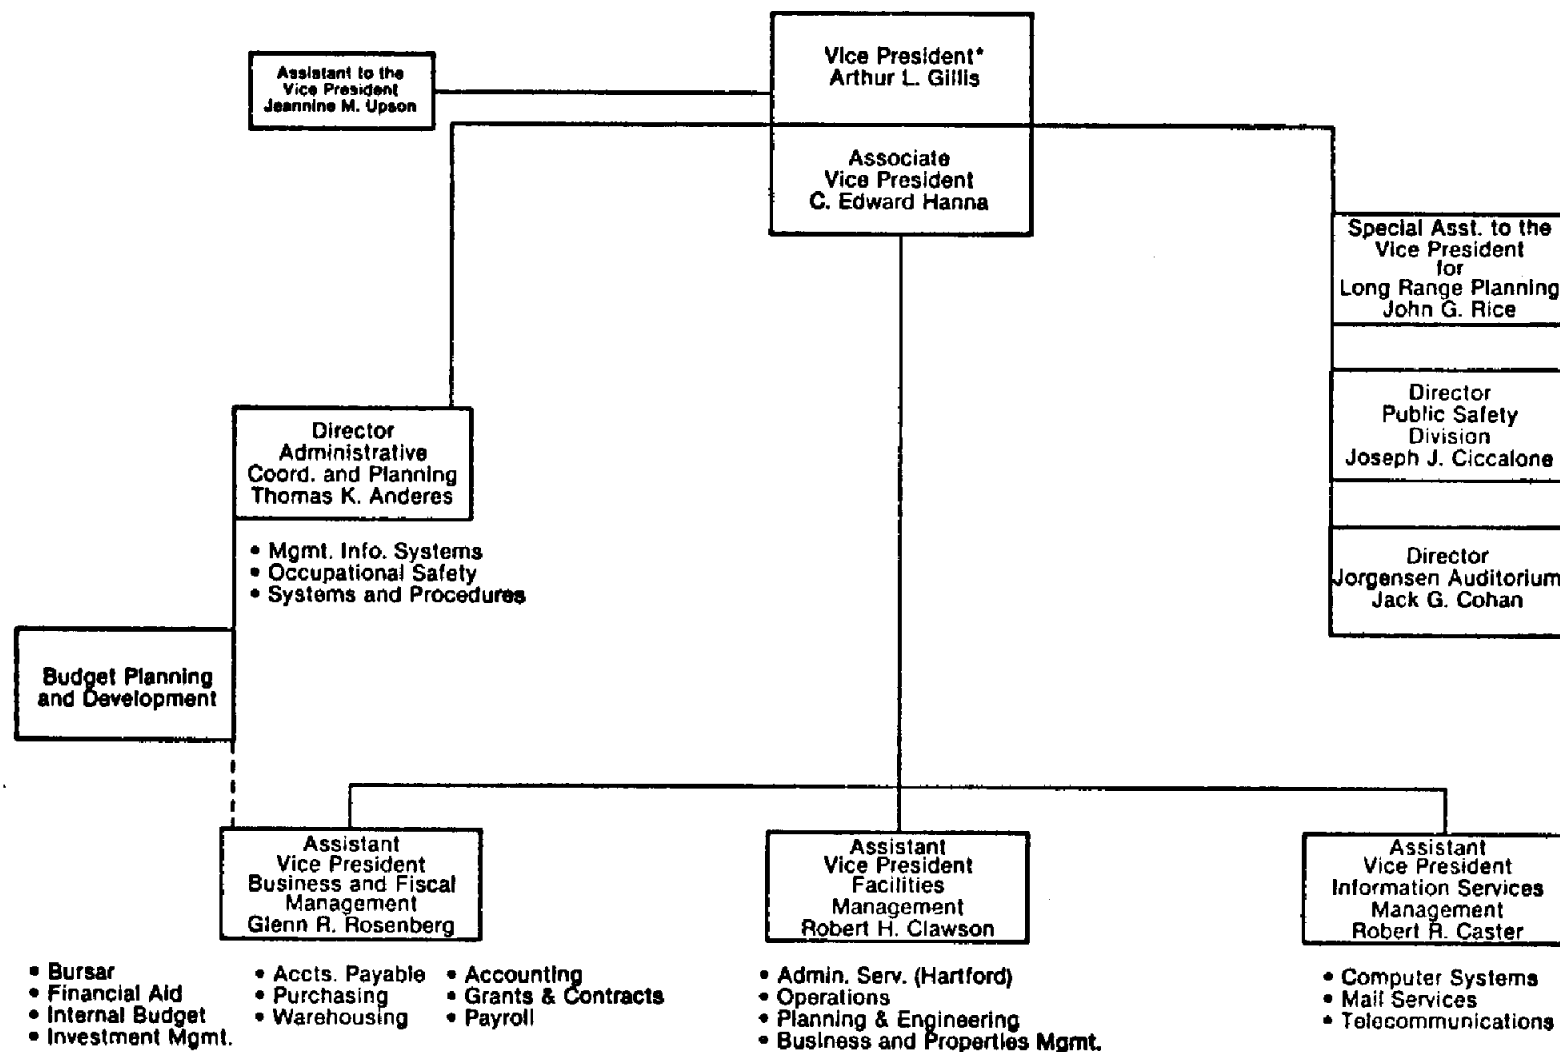 Assistant to the
Vice President
Jeannine M. Upson
Vice President*
Arthur L. Gillis
Associate
Vice President
C. Edward Hanna
Special Asst. to the
Vice President
for
Long Range Planning
John G. Rice
Director
Public Safety
Division
Joseph J. Ciccalone
Director
Jorgensen Auditorium
Jack G. Cohan
Director
Administrative
Coord. and Planning
Thomas K. Anderes
• Mgmt. Info. Systems
• Occupational Safety
• Systems and Procedures
Budget Planning
and Development
Assistant
Vice President
Business and Fiscal
Management
Glenn R. Rosenberg
• Bursar
• Financial Aid
• Internal Budget
• Investment Mgmt.
• Accts. Payable
• Purchasing
• Warehousing
• Accounting
• Grants & Contracts
• Payroll
Assistant
Vice President
Facilities
Management
Robert H. Clawson
• Admin. Serv. (Hartford)
• Operations
• Planning & Engineering
• Business and Properties Mgmt.
Assistant
Vice President
Information Services
Management
Robert R. Caster
• Computer Systems
• Mail Services
• Telecommunications